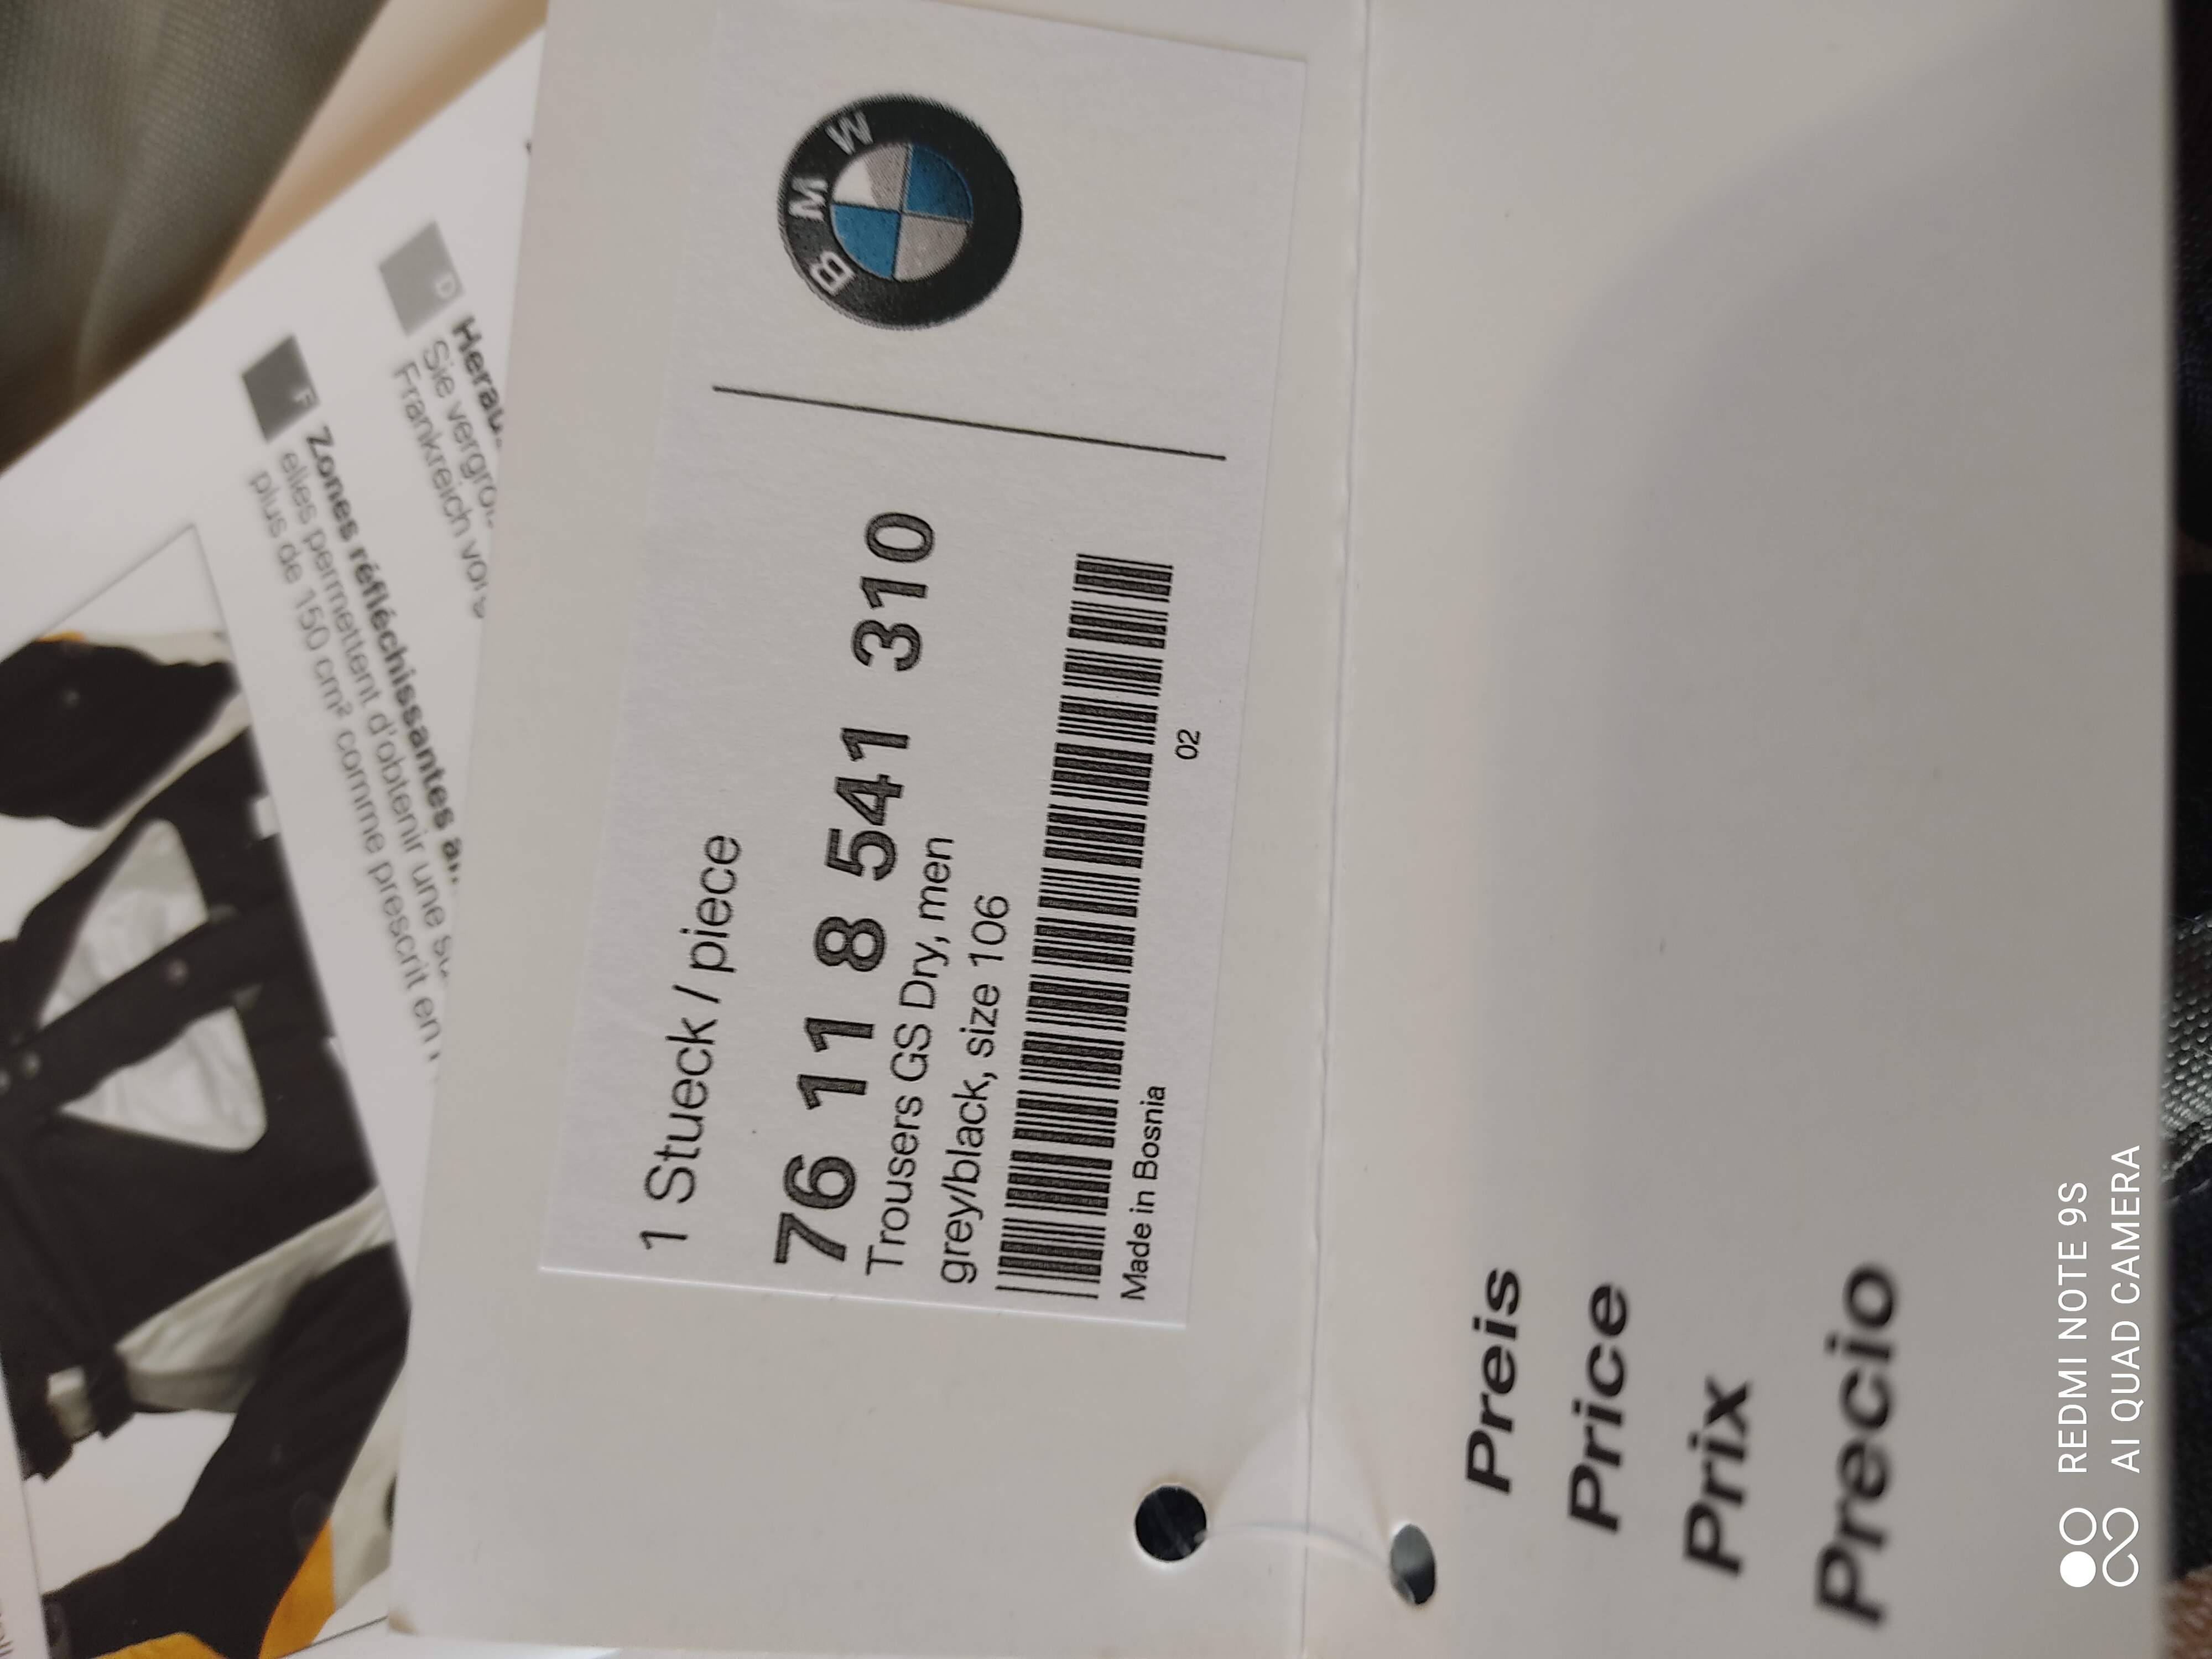 1 Stueck / piece
76 11 8 541 310
Trousers GS Dry, men
grey/black, size 106
Made in Bosnia
02
BMW
Preis
Price
Prix
Precio
F
Zones réfléchissantes
elles permettent d'obtenir une
plus de 150 cm² comme prescrit en
D
Sie
Frankreich
REDMI NOTE 9S
AI QUAD CAMERA